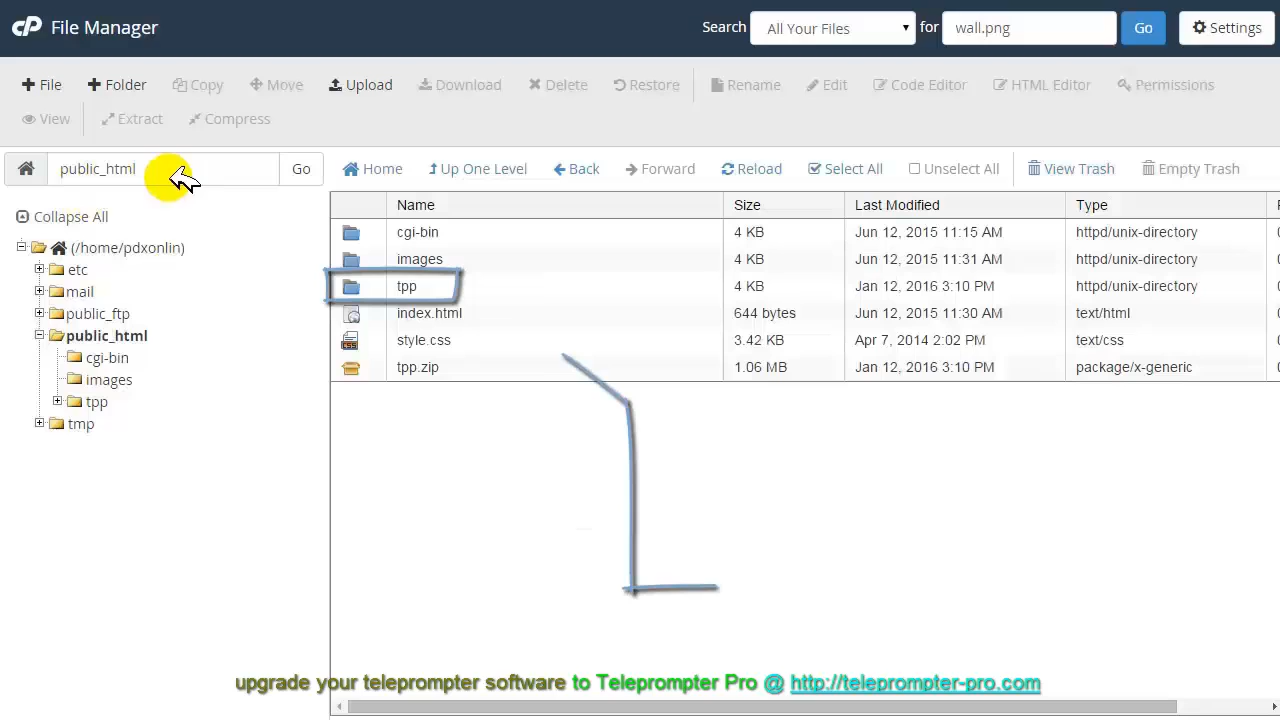 cP File Manager Search All Your Files for wall.png Go Settings
File Folder Copy Move Upload Download Delete Restore Rename Edit Code Editor HTML Editor Permissions
View Extract Compress
public_html Go Home Up One Level Back Forward Reload Select All Unselect All View Trash Empty Trash
Collapse All
(/home/pdxonlin)
etc
mail
public_ftp
public_html
cgi-bin
images
tpp
tmp
Name Size Last Modified Type
cgi-bin 4 KB Jun 12, 2015 11:15 AM httpd/unix-directory
images 4 KB Jun 12, 2015 11:31 AM httpd/unix-directory
tpp 4 KB Jan 12, 2016 3:10 PM httpd/unix-directory
index.html 644 bytes Jun 12, 2015 11:30 AM text/html
style.css 3.42 KB Apr 7, 2014 2:02 PM text/css
tpp.zip 1.06 MB Jan 12, 2016 3:10 PM package/x-generic
upgrade your teleprompter software to Teleprompter Pro @ http://teleprompter-pro.com